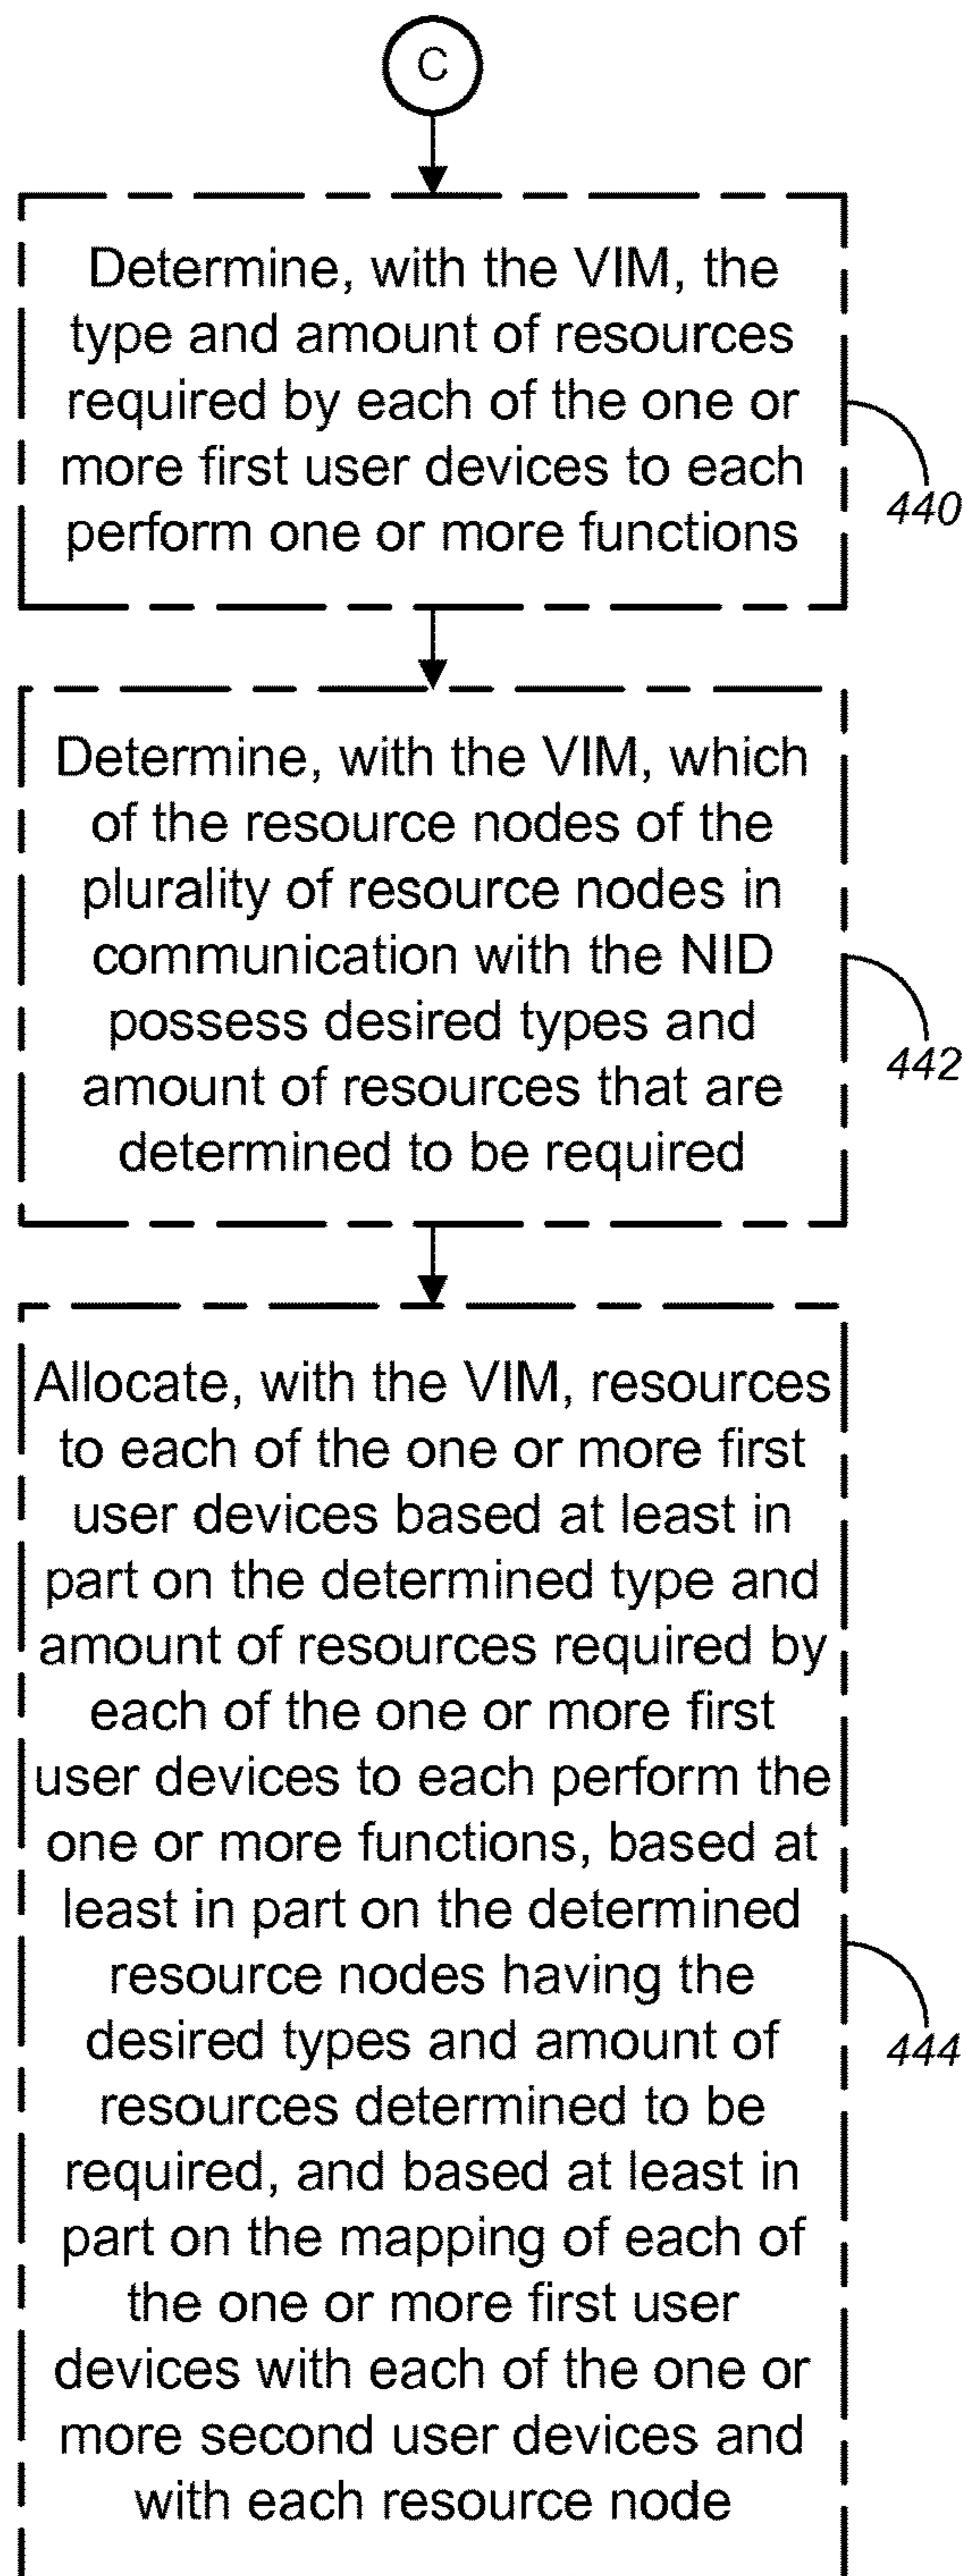 C
Determine, with the VIM, the
type and amount of resources
required by each of the one or
more first user devices to each
perform one or more functions
440
Determine, with the VIM, which
of the resource nodes of the
plurality of resource nodes in
communication with the NID
possess desired types and
amount of resources that are
determined to be required
442
Allocate, with the VIM, resources
to each of the one or more first
user devices based at least in
part on the determined type and
amount of resources required by
each of the one or more first
user devices to each perform the
one or more functions, based at
least in part on the determined
resource nodes having the
desired types and amount of
resources determined to be
required, and based at least in
part on the mapping of each of
the one or more first user
devices with each of the one or
more second user devices and
with each resource node
444